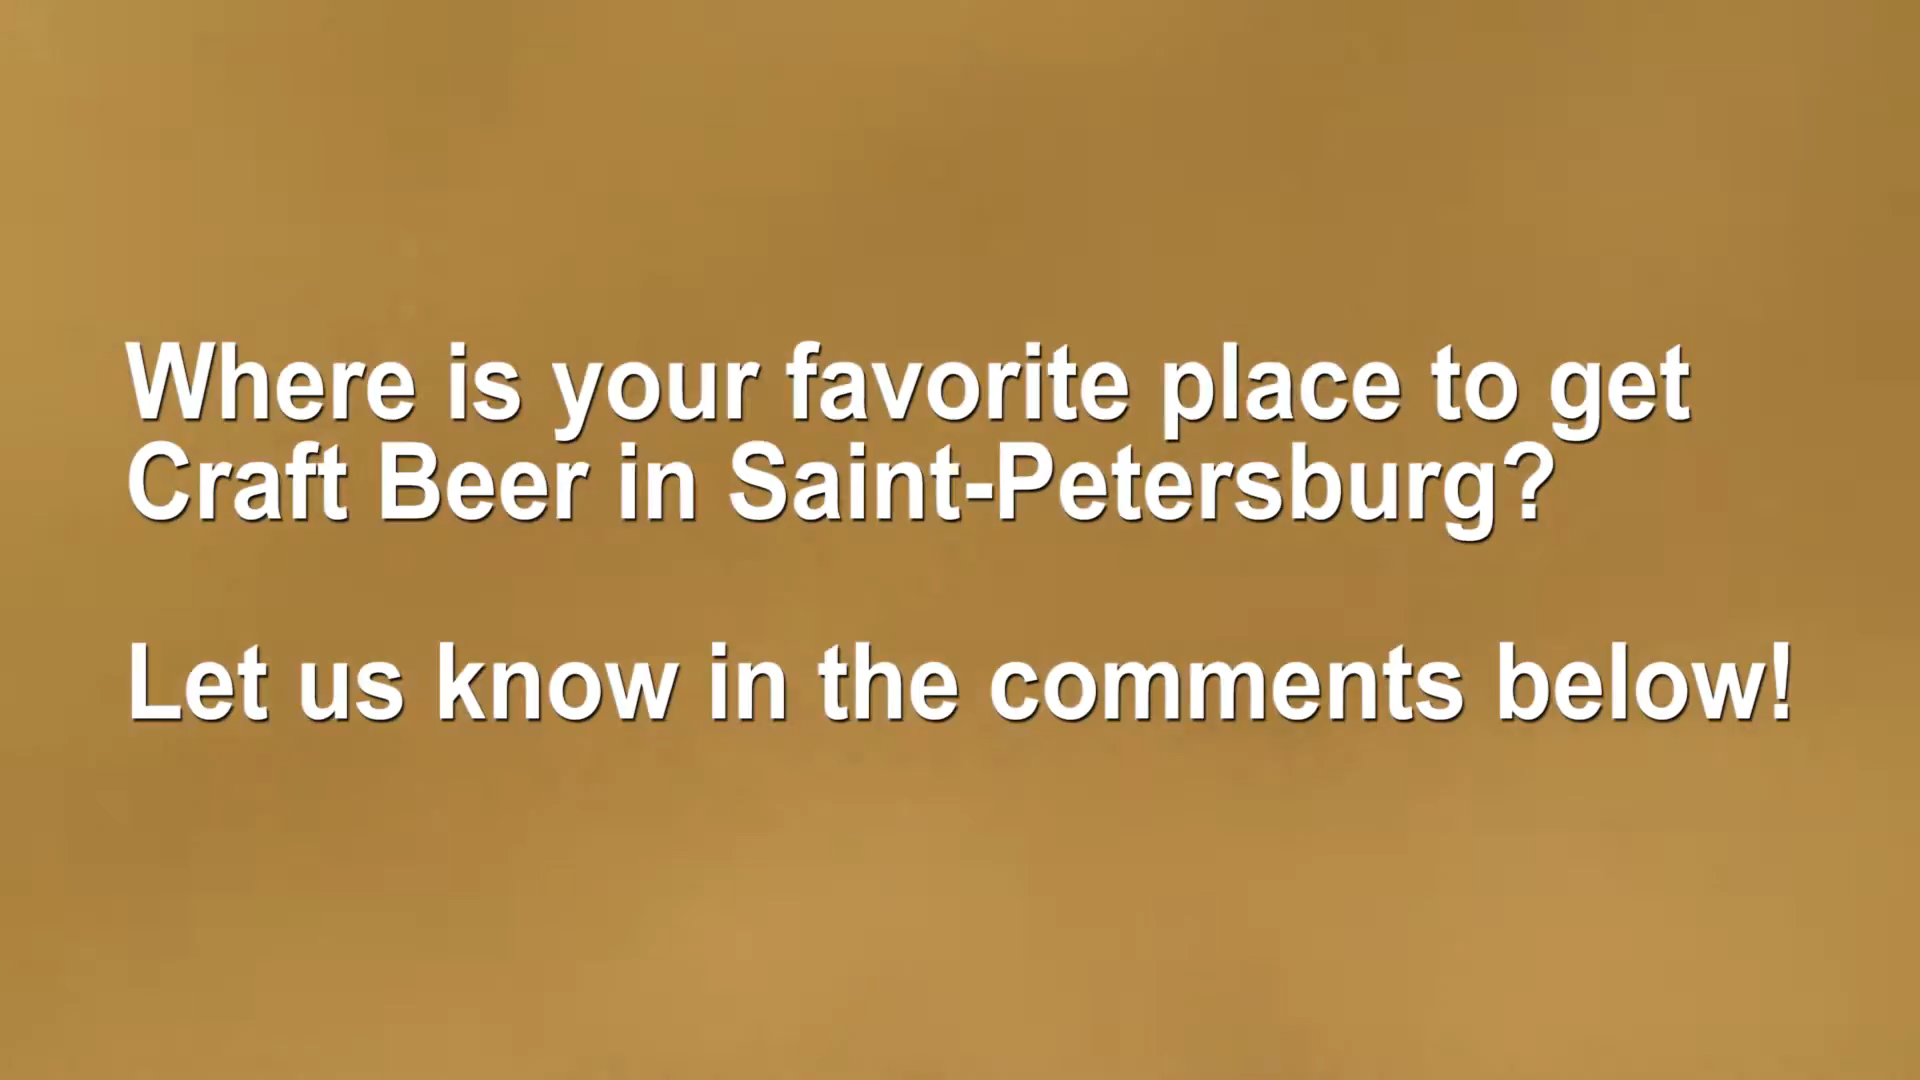 Where is your favorite place to get
Craft Beer in Saint-Petersburg?
Let us know in the comments below!